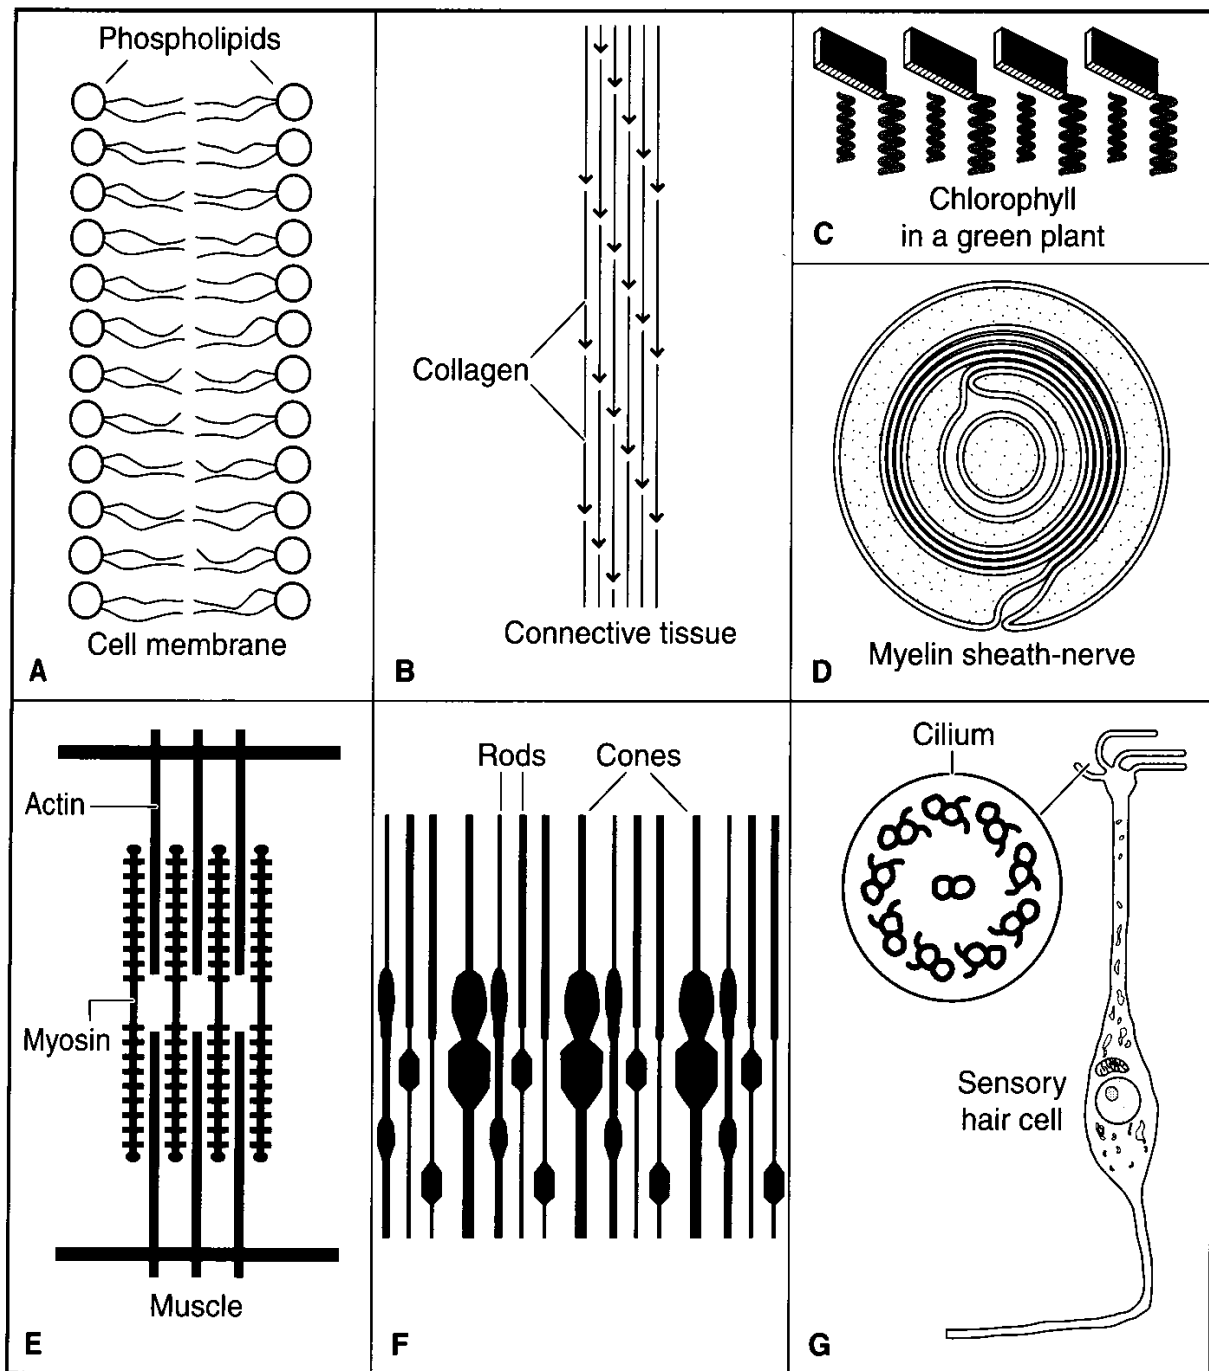 Phospholipids
Cell membrane
A
Collagen
Connective tissue
B
Chlorophyll
in a green plant
C
Myelin sheath-nerve
D
Actin
Myosin
Muscle
E
Rods
Cones
F
Cilium
Sensory
hair cell
G